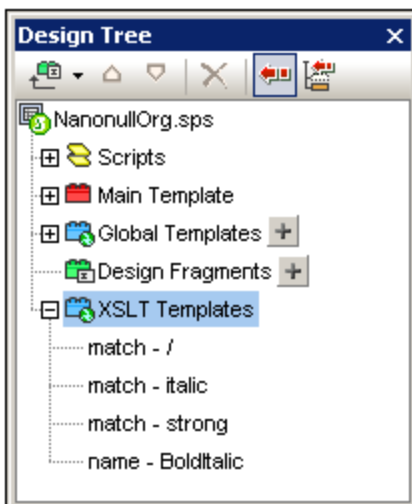 Design Tree
NanonullOrg.sps
Scripts
Main Template
Global Templates
Design Fragments
XSLT Templates
match - /
match - italic
match - strong
name - BoldItalic